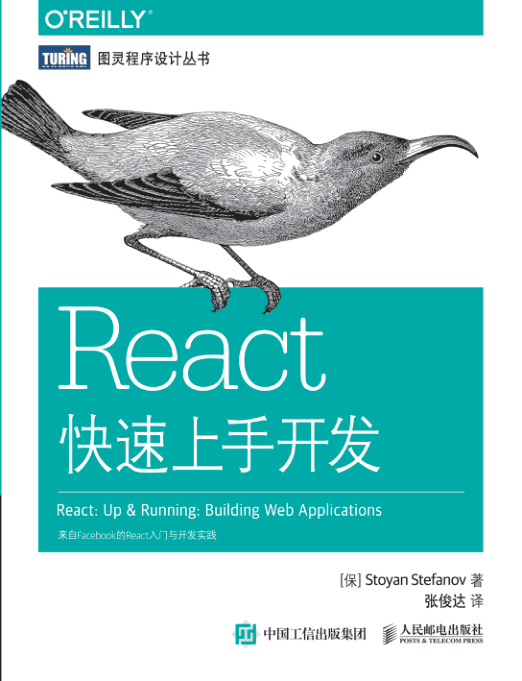 O'REILLY®
TURING 图灵程序设计丛书
React
快速上手开发
React: Up & Running: Building Web Applications
来自Facebook的React入门与开发实践
[保] Stoyan Stefanov 著
张俊达 译
中国工信出版集团 人民邮电出版社
POSTS & TELECOM PRESS